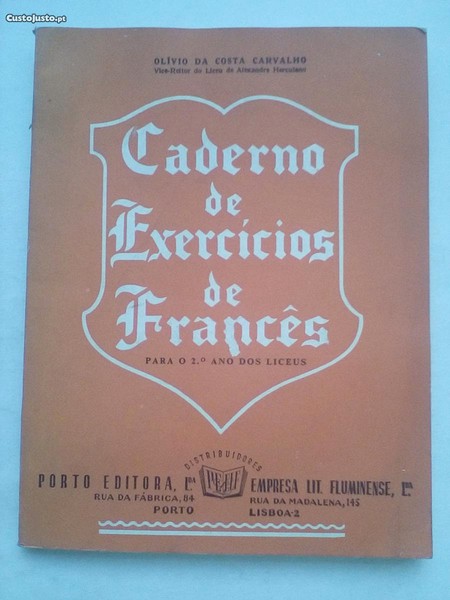 CustoJusto.pt
OLÍVIO DA COSTA CARVALHO
Vice-Reitor do Liceu de Alexandre Herculano
Caderno
de
Exercícios
de
Francês
PARA O 2.º ANO DOS LICEUS
DISTRIBUIDORES
PORTO EDITORA, L.DA
RUA DA FÁBRICA, 84
PORTO
EMPRESA LIT. FLUMINENSE, L.DA
RUA DA MADALENA, 145
LISBOA-2